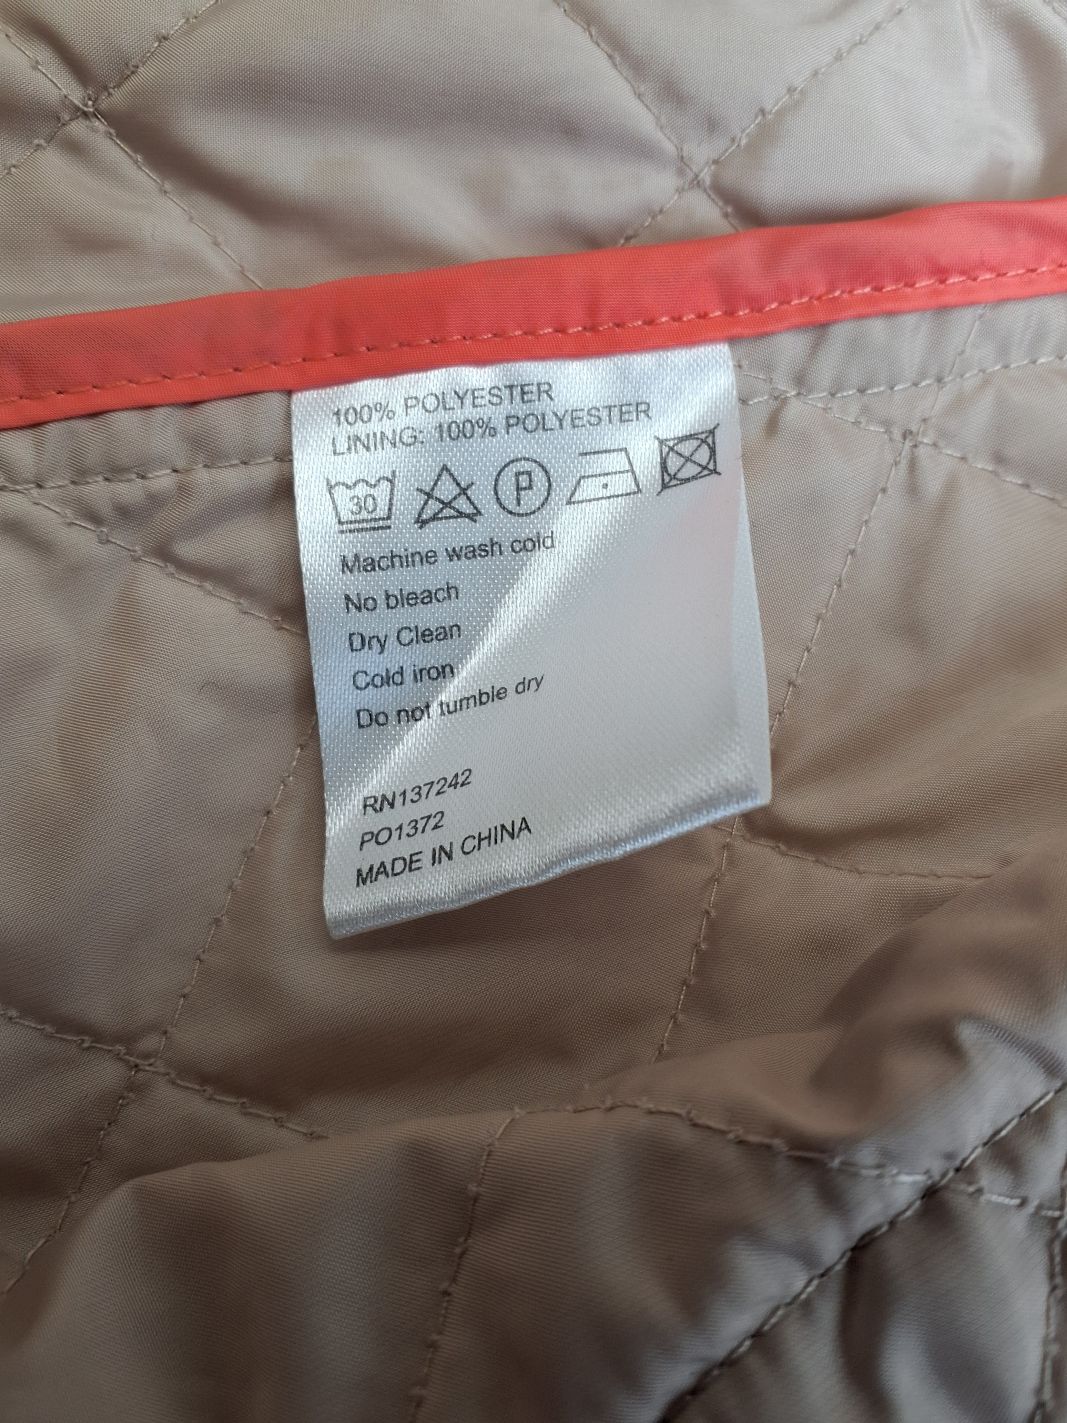 100% POLYESTER
LINING: 100% POLYESTER
30 P
Machine wash cold
No bleach
Dry Clean
Cold iron
Do not tumble dry
RN137242
PO1372
MADE IN CHINA